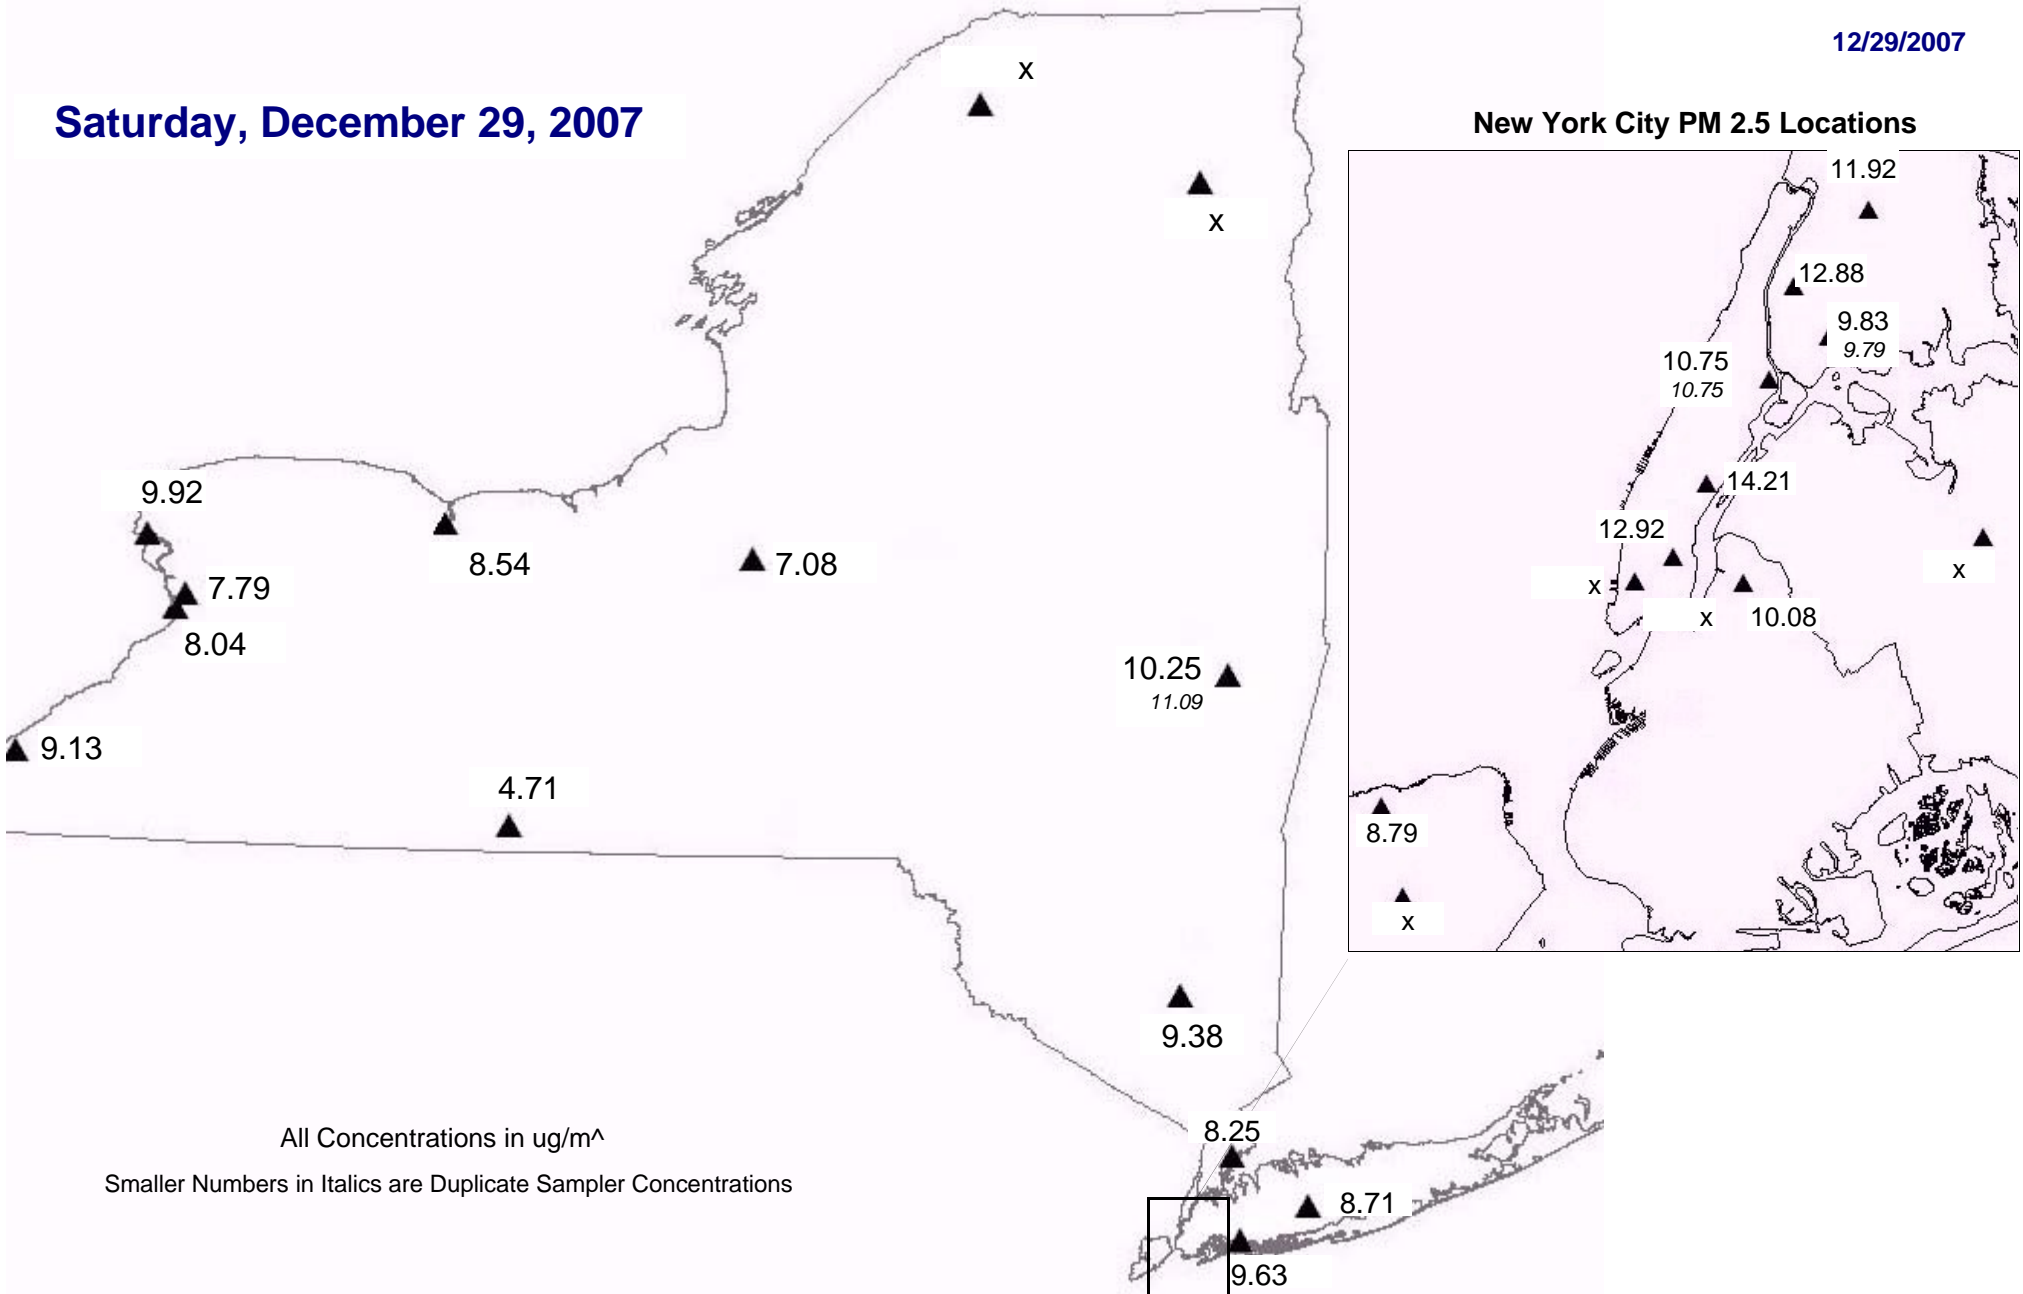 12/29/2007
x
Saturday, December 29, 2007
New York City PM 2.5 Locations
11.92
x
12.88
9.83
9.79
10.75
10.75
14.21
9.92
12.92
8.54
7.08
x
x
7.79
x
10.08
8.04
10.25
11.09
9.13
4.71
8.79
x
9.38
8.25
All Concentrations in ug/m^
Smaller Numbers in Italics are Duplicate Sampler Concentrations
8.71
9.63